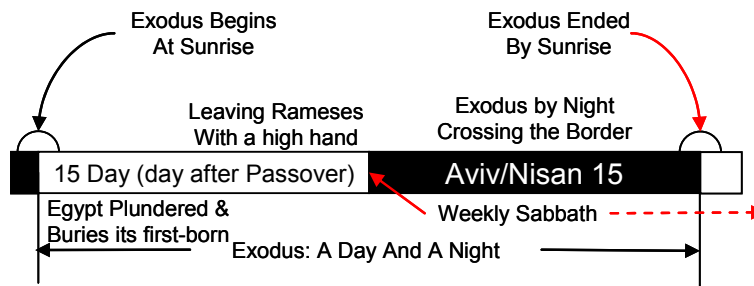 Exodus Begins
At Sunrise
Exodus Ended
By Sunrise
Leaving Rameses
With a high hand
Exodus by Night
Crossing the Border
15 Day (day after Passover)
Aviv/Nisan 15
Egypt Plundered &
Buries its first-born
Weekly Sabbath
Exodus: A Day And A Night